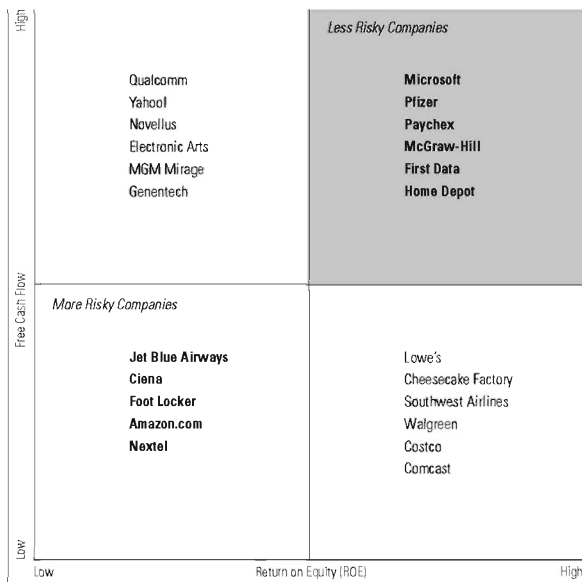 High
Less Risky Companies
Qualcomm
Yahoo!
Novellus
Electronic Arts
MGM Mirage
Genentech
Microsoft
Pfizer
Paychex
McGraw-Hill
First Data
Home Depot
Free Cash Flow
More Risky Companies
Jet Blue Airways
Ciena
Foot Locker
Amazon.com
Nextel
Lowe's
Cheesecake Factory
Southwest Airlines
Walgreen
Costco
Comcast
Low
Low
Return on Equity (ROE)
High